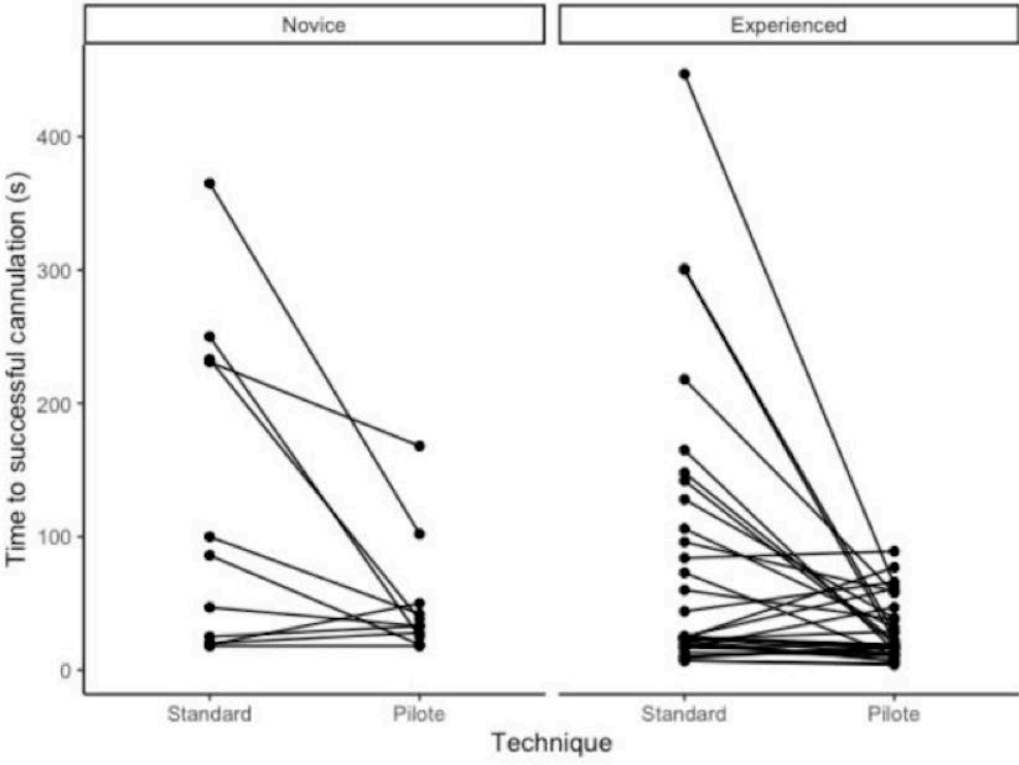 Novice
Experienced
Time to successful cannulation (s)
400
300
200
100
0
Standard
Pilote
Standard
Pilote
Technique